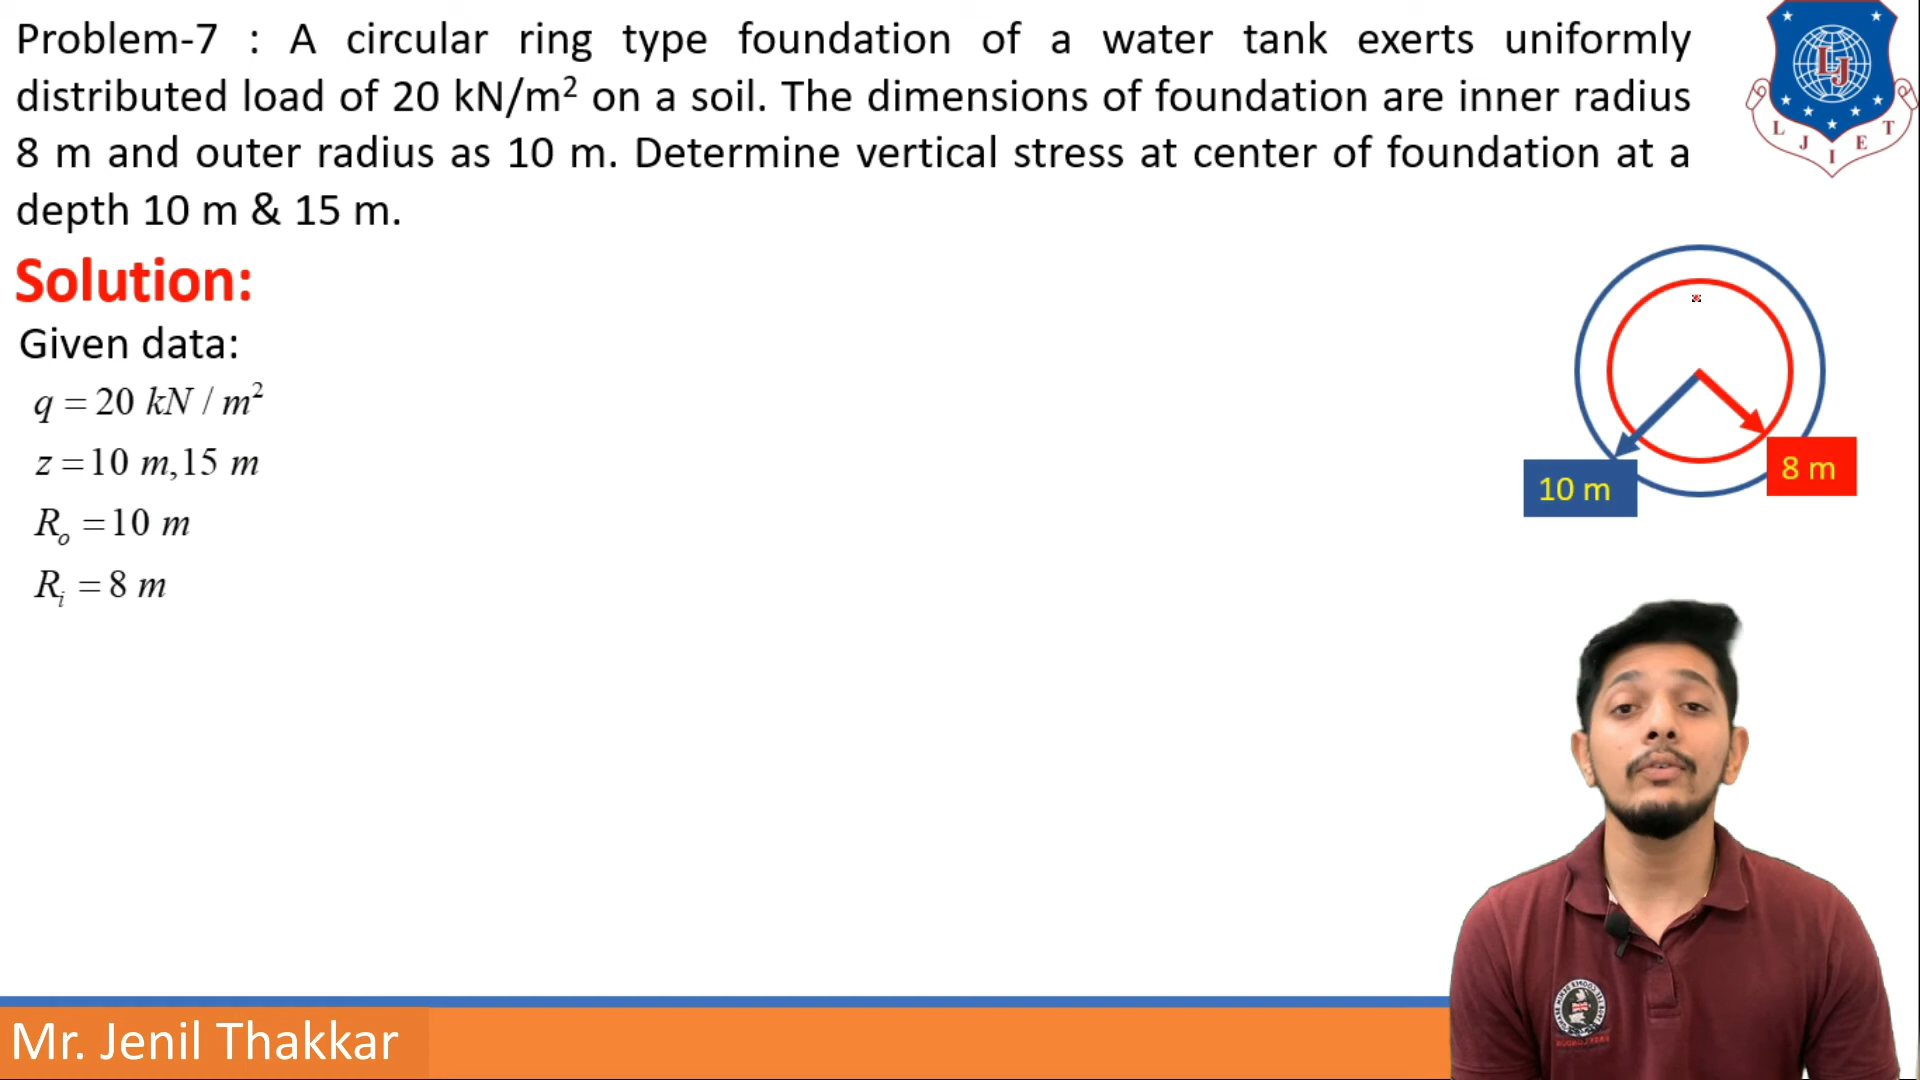 Problem-7 : A circular ring type foundation of a water tank exerts uniformly
distributed load of 20 kN/m² on a soil. The dimensions of foundation are inner radius
8 m and outer radius as 10 m. Determine vertical stress at center of foundation at a
depth 10 m & 15 m.
LJ
L J I E T
Solution:
Given data:
q = 20 kN / m²
z = 10 m,15 m
Rₒ = 10 m
Rᵢ = 8 m
8 m
10 m
Mr. Jenil Thakkar